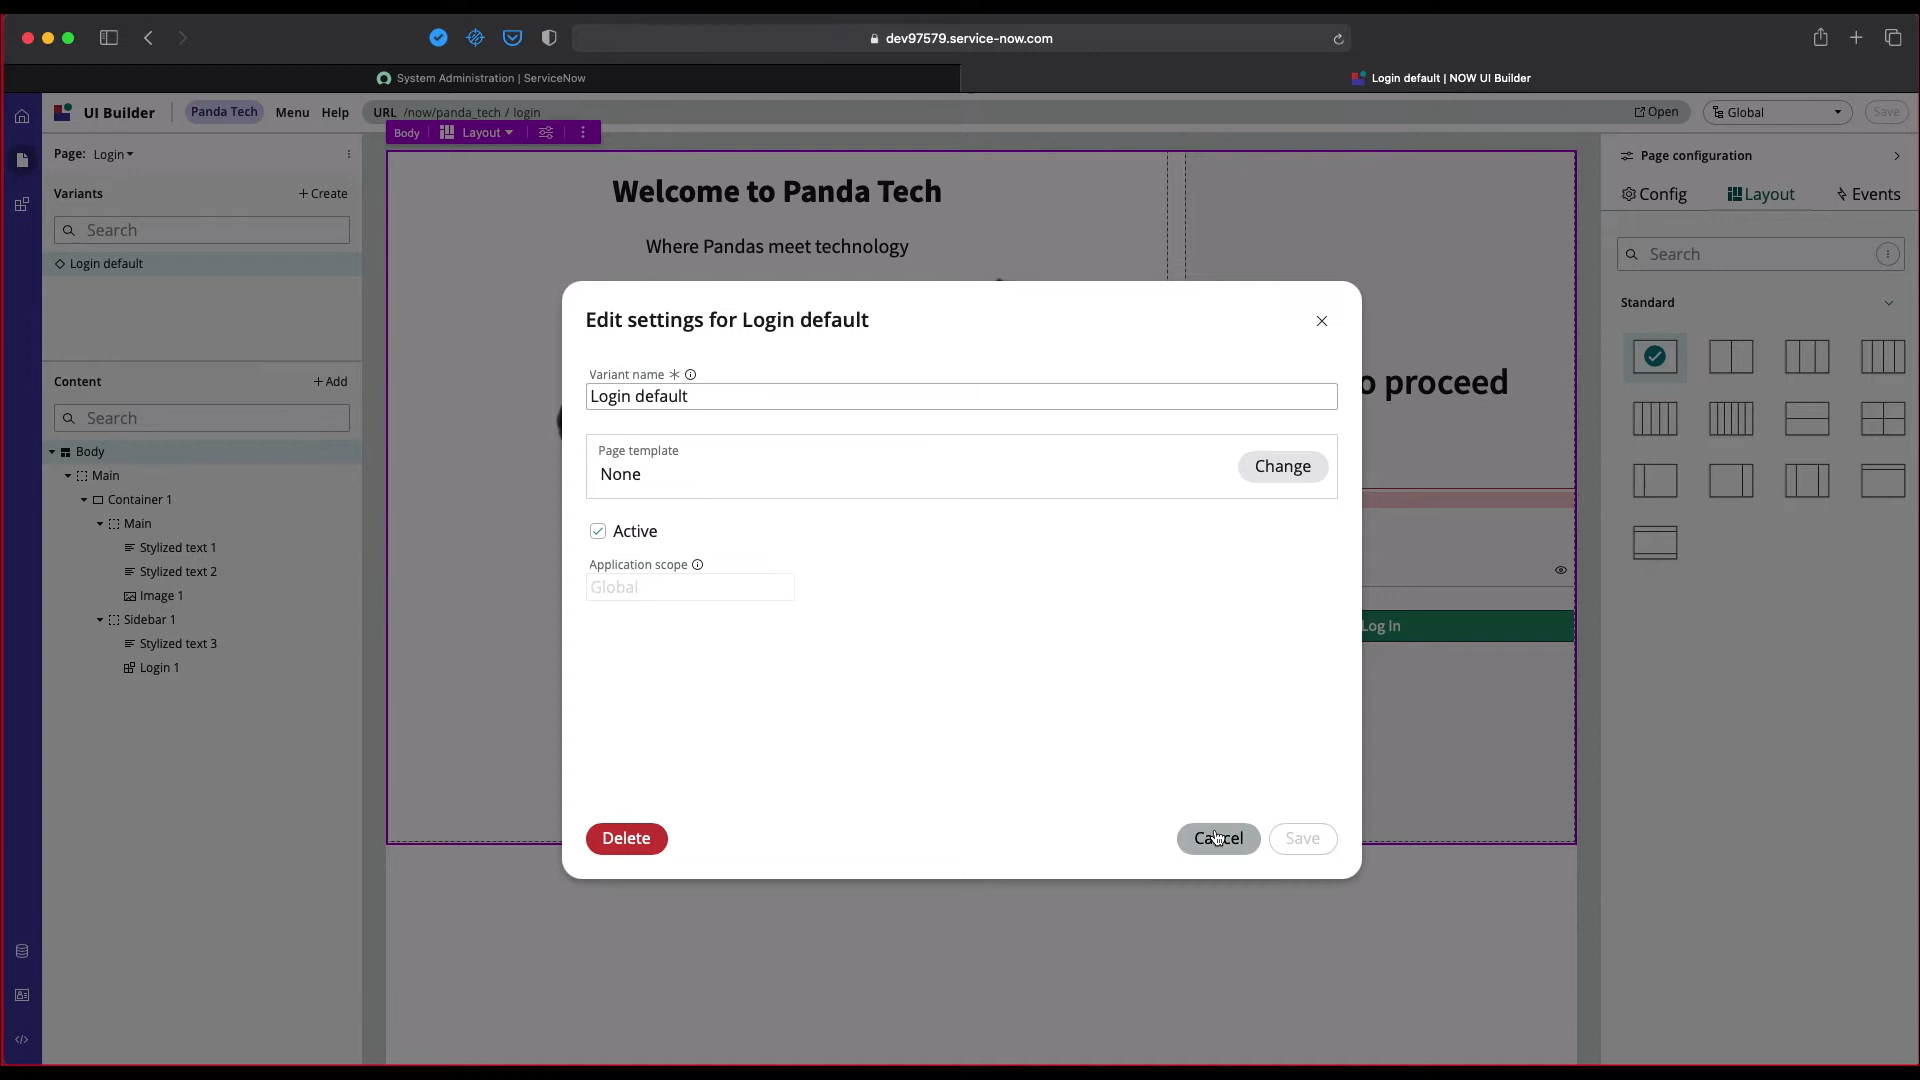 dev97579.service-now.com
System Administration | ServiceNow
Login default | NOW UI Builder
UI Builder
Panda Tech
Menu
Help
URL /now/panda_tech / login
Open
Global
Save
Body
Layout
Page: Login
Variants
Create
Search
Login default
Content
Add
Search
Body
Main
Container 1
Main
Stylized text 1
Stylized text 2
Image 1
Sidebar 1
Stylized text 3
Login 1
Welcome to Panda Tech
Where Pandas meet technology
proceed
Log In
Edit settings for Login default
Variant name
Login default
Page template
None
Change
Active
Application scope
Global
Delete
Cancel
Save
Page configuration
Config
Layout
Events
Search
Standard